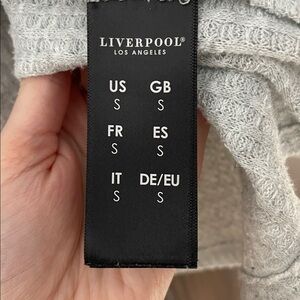 LIVERPOOL®
LOS ANGELES
US GB
S S
FR ES
S S
IT DE/EU
S S